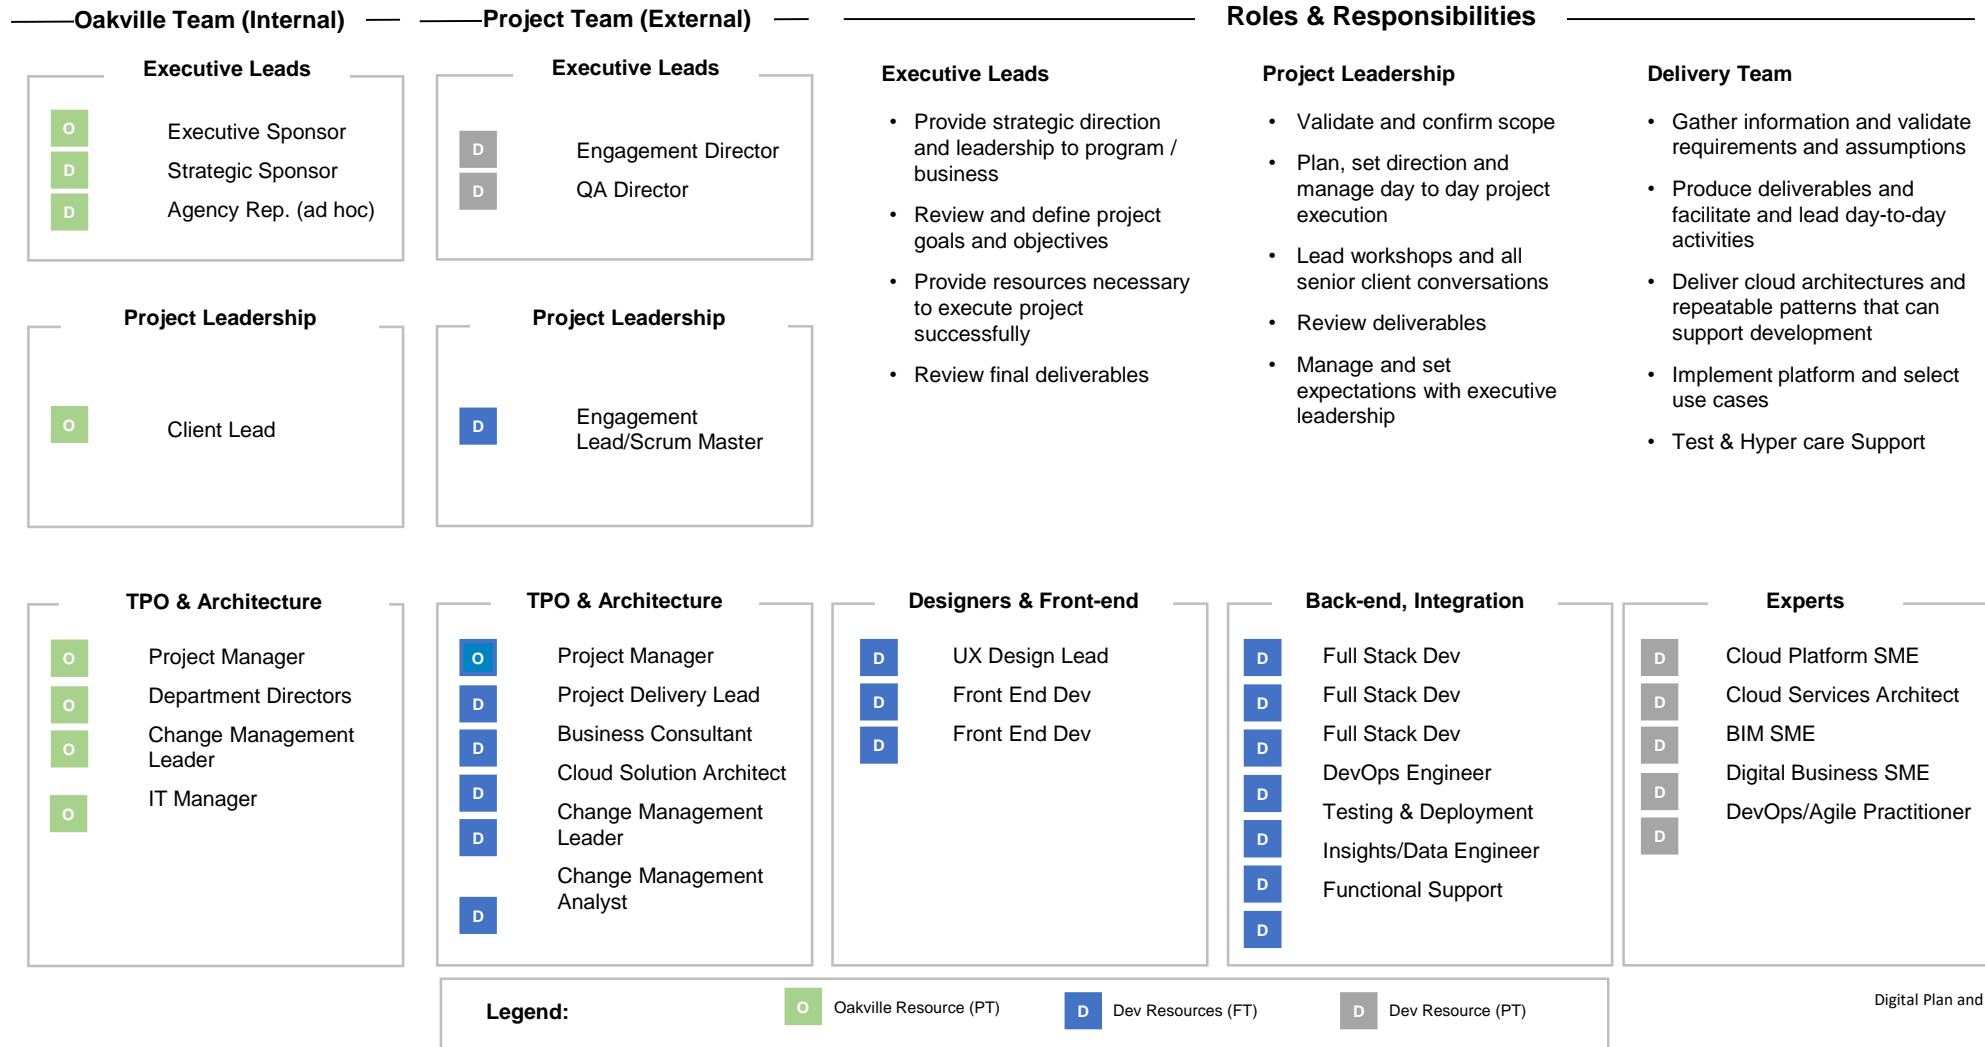 Oakville Team (Internal)
Project Team (External)
Roles & Responsibilities
Executive Leads
O Executive Sponsor
D Strategic Sponsor
D Agency Rep. (ad hoc)
Executive Leads
D Engagement Director
D QA Director
Executive Leads
• Provide strategic direction
and leadership to program /
business
• Review and define project
goals and objectives
• Provide resources necessary
to execute project
successfully
• Review final deliverables
Project Leadership
• Validate and confirm scope
• Plan, set direction and
manage day to day project
execution
• Lead workshops and all
senior client conversations
• Review deliverables
• Manage and set
expectations with executive
leadership
Delivery Team
• Gather information and validate
requirements and assumptions
• Produce deliverables and
facilitate and lead day-to-day
activities
• Deliver cloud architectures and
repeatable patterns that can
support development
• Implement platform and select
use cases
• Test & Hyper care Support
Project Leadership
O Client Lead
Project Leadership
D Engagement
Lead/Scrum Master
TPO & Architecture
O Project Manager
O Department Directors
O Change Management
Leader
O IT Manager
TPO & Architecture
O Project Manager
D Project Delivery Lead
D Business Consultant
D Cloud Solution Architect
D Change Management
Leader
D Change Management
Analyst
Designers & Front-end
D UX Design Lead
D Front End Dev
D Front End Dev
Back-end, Integration
D Full Stack Dev
D Full Stack Dev
D Full Stack Dev
D DevOps Engineer
D Testing & Deployment
D Insights/Data Engineer
D Functional Support
Experts
D Cloud Platform SME
D Cloud Services Architect
D BIM SME
D Digital Business SME
D DevOps/Agile Practitioner
Legend:
O Oakville Resource (PT)
D Dev Resources (FT)
D Dev Resource (PT)
Digital Plan and